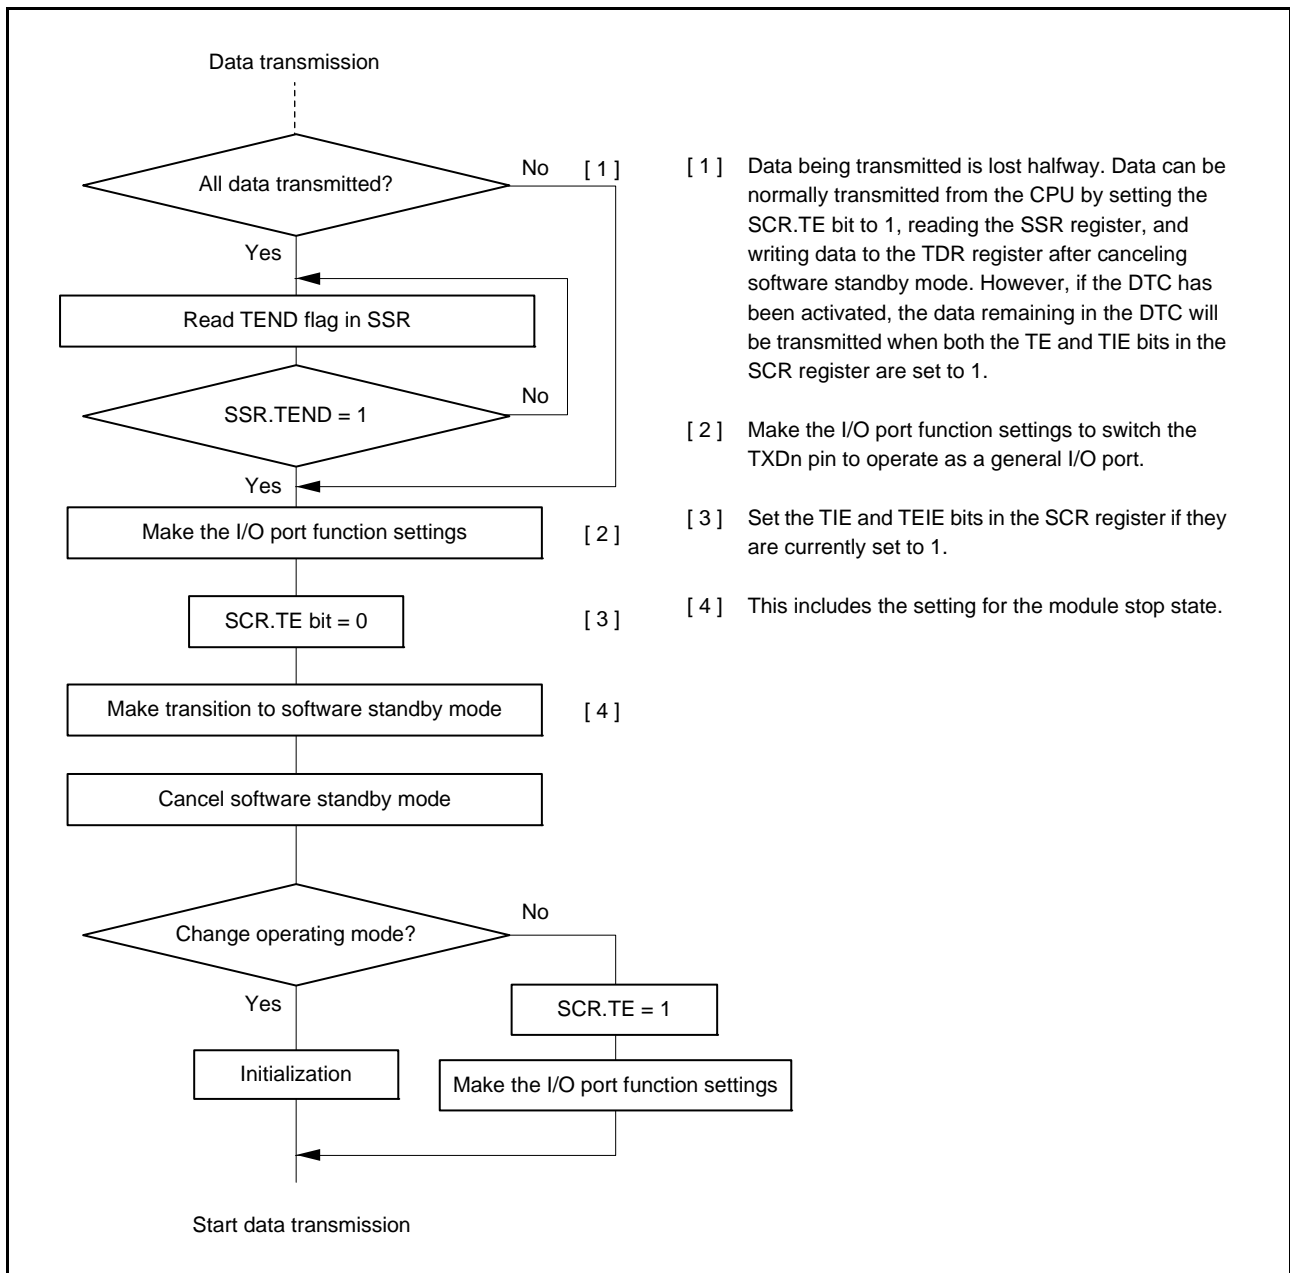 Data transmission
All data transmitted?
No
[ 1 ]
Yes
Read TEND flag in SSR
SSR.TEND = 1
No
Yes
Make the I/O port function settings
[ 2 ]
SCR.TE bit = 0
[ 3 ]
Make transition to software standby mode
[ 4 ]
Cancel software standby mode
Change operating mode?
No
Yes
SCR.TE = 1
Initialization
Make the I/O port function settings
Start data transmission
[ 1 ] Data being transmitted is lost halfway. Data can be
normally transmitted from the CPU by setting the
SCR.TE bit to 1, reading the SSR register, and
writing data to the TDR register after canceling
software standby mode. However, if the DTC has
been activated, the data remaining in the DTC will
be transmitted when both the TE and TIE bits in the
SCR register are set to 1.
[ 2 ] Make the I/O port function settings to switch the
TXDn pin to operate as a general I/O port.
[ 3 ] Set the TIE and TEIE bits in the SCR register if they
are currently set to 1.
[ 4 ] This includes the setting for the module stop state.